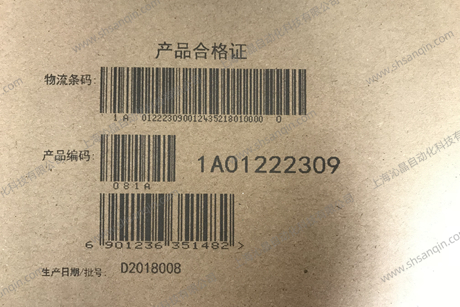 产品合格证
物流条码:
1A 01222309001243521801000 0
产品编码:
1A01222309
081A
6 901236 351482 >
生产日期/批号: D2018008
www.shsanqin.com
上海沁鑫自动化科技有限